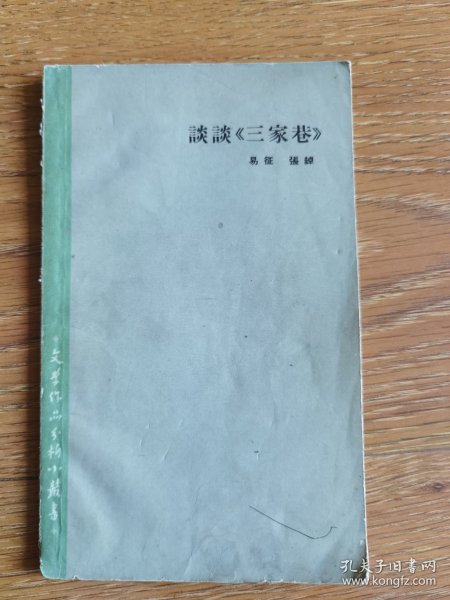 談談《三家巷》
易征 張綽
文学作品分析小叢書
孔夫子旧书网
www.kongfz.com